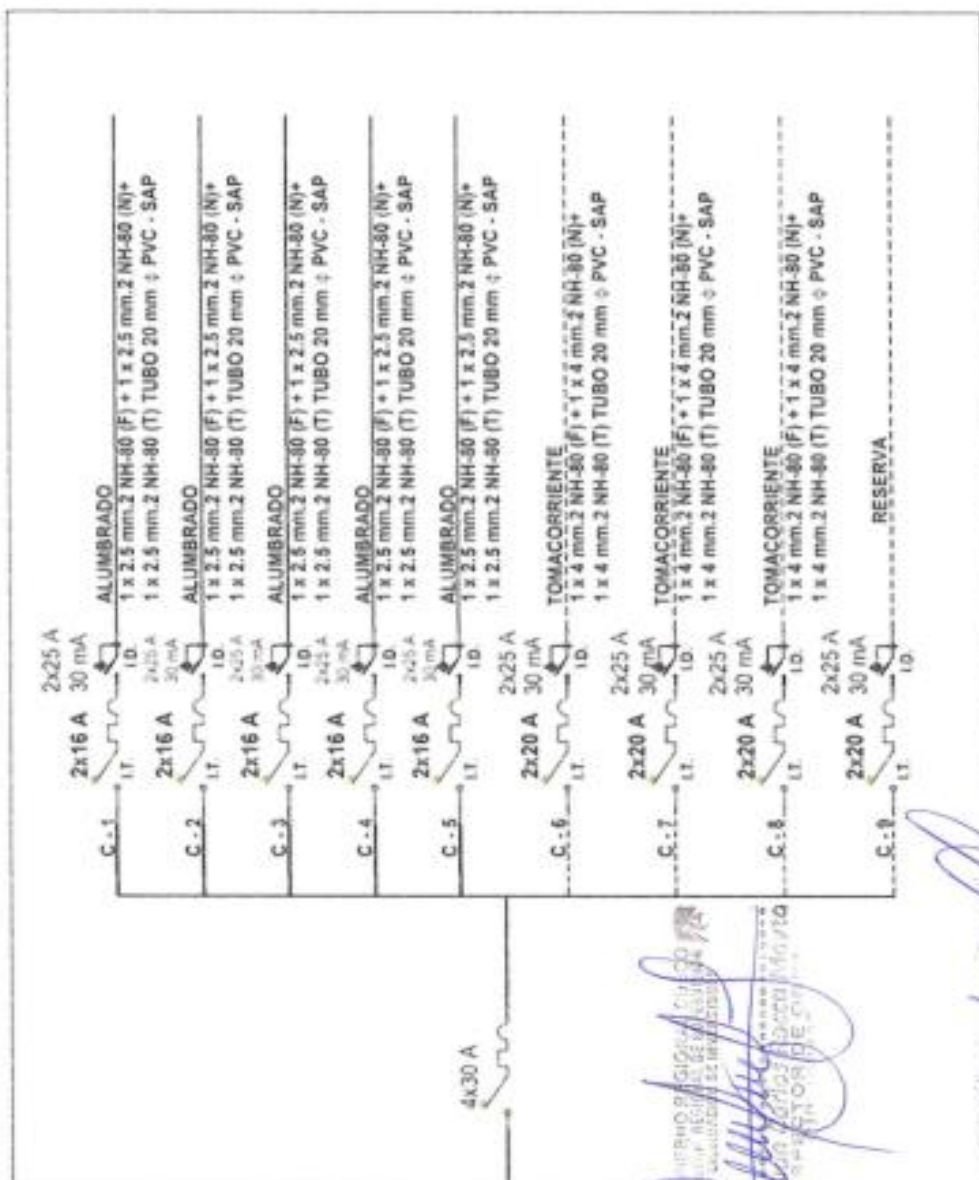 2x25 A
30 mA
2x16 A
I.T.
I.D.
C - 1
ALUMBRADO
1 x 2.5 mm.2 NH-80 (F) + 1 x 2.5 mm.2 NH-80 (N)+
1 x 2.5 mm.2 NH-80 (T) TUBO 20 mm ϕ PVC - SAP
2x25 A
30 mA
2x16 A
I.T.
I.D.
C - 2
ALUMBRADO
1 x 2.5 mm.2 NH-80 (F) + 1 x 2.5 mm.2 NH-80 (N)+
1 x 2.5 mm.2 NH-80 (T) TUBO 20 mm ϕ PVC - SAP
2x25 A
30 mA
2x16 A
I.T.
I.D.
C - 3
ALUMBRADO
1 x 2.5 mm.2 NH-80 (F) + 1 x 2.5 mm.2 NH-80 (N)+
1 x 2.5 mm.2 NH-80 (T) TUBO 20 mm ϕ PVC - SAP
2x25 A
30 mA
2x16 A
I.T.
I.D.
C - 4
ALUMBRADO
1 x 2.5 mm.2 NH-80 (F) + 1 x 2.5 mm.2 NH-80 (N)+
1 x 2.5 mm.2 NH-80 (T) TUBO 20 mm ϕ PVC - SAP
2x25 A
30 mA
2x16 A
I.T.
I.D.
C - 5
ALUMBRADO
1 x 2.5 mm.2 NH-80 (F) + 1 x 2.5 mm.2 NH-80 (N)+
1 x 2.5 mm.2 NH-80 (T) TUBO 20 mm ϕ PVC - SAP
2x25 A
30 mA
2x20 A
I.T.
I.D.
C - 6
TOMACORRIENTE
1 x 4 mm.2 NH-80 (F) + 1 x 4 mm.2 NH-80 (N)+
1 x 4 mm.2 NH-80 (T) TUBO 20 mm ϕ PVC - SAP
2x25 A
30 mA
2x20 A
I.T.
I.D.
C - 7
TOMACORRIENTE
1 x 4 mm.2 NH-80 (F) + 1 x 4 mm.2 NH-80 (N)+
1 x 4 mm.2 NH-80 (T) TUBO 20 mm ϕ PVC - SAP
2x25 A
30 mA
2x20 A
I.T.
I.D.
C - 8
TOMACORRIENTE
1 x 4 mm.2 NH-80 (F) + 1 x 4 mm.2 NH-80 (N)+
1 x 4 mm.2 NH-80 (T) TUBO 20 mm ϕ PVC - SAP
2x25 A
30 mA
2x20 A
I.T.
I.D.
C - 9
RESERVA
4x30 A